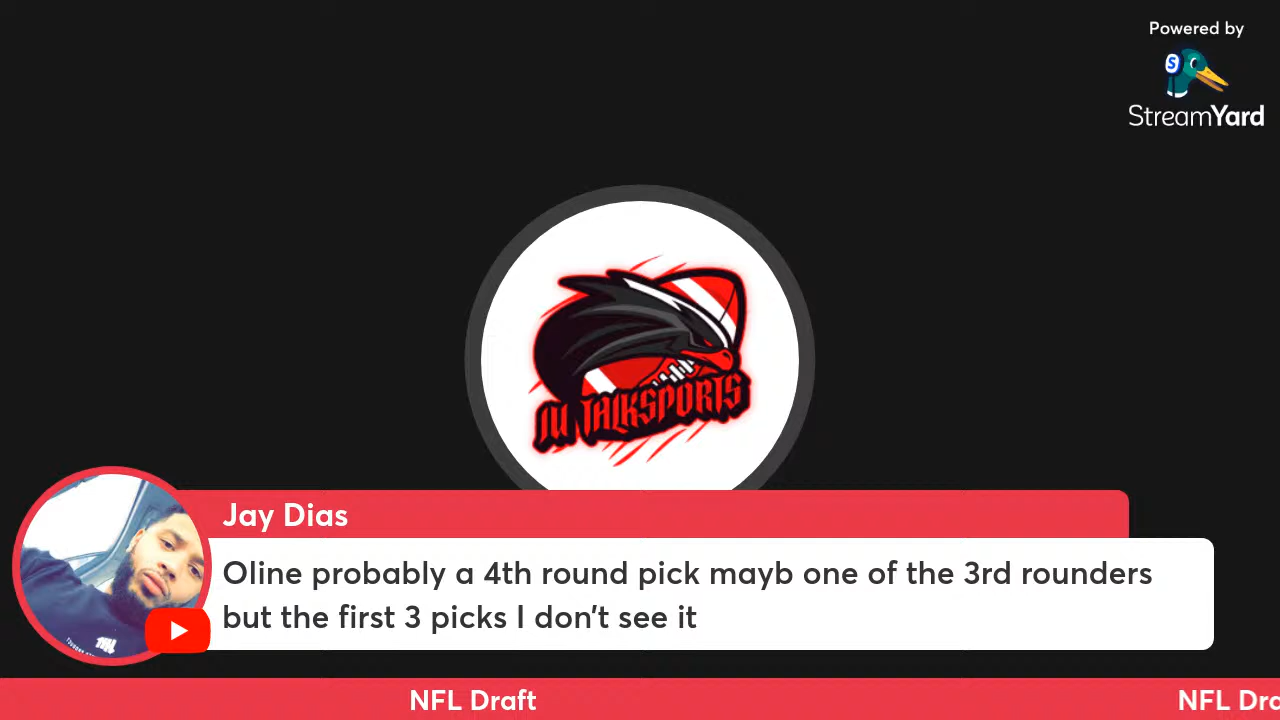 Powered by
S
StreamYard
TALKSPORTS
Jay Dias
Oline probably a 4th round pick mayb one of the 3rd rounders
but the first 3 picks I don't see it
NFL Draft
NFL Dra